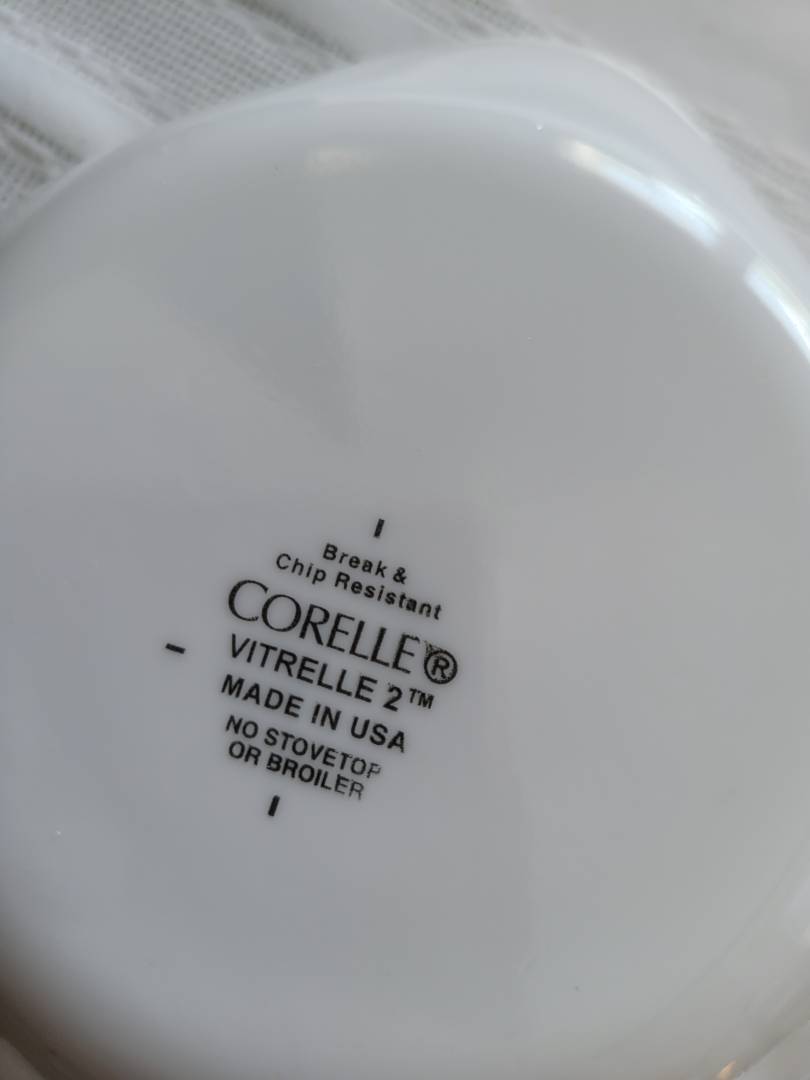 Break &
Chip Resistant
CORELLE®
VITRELLE 2™
MADE IN USA
NO STOVETOP
OR BROILER